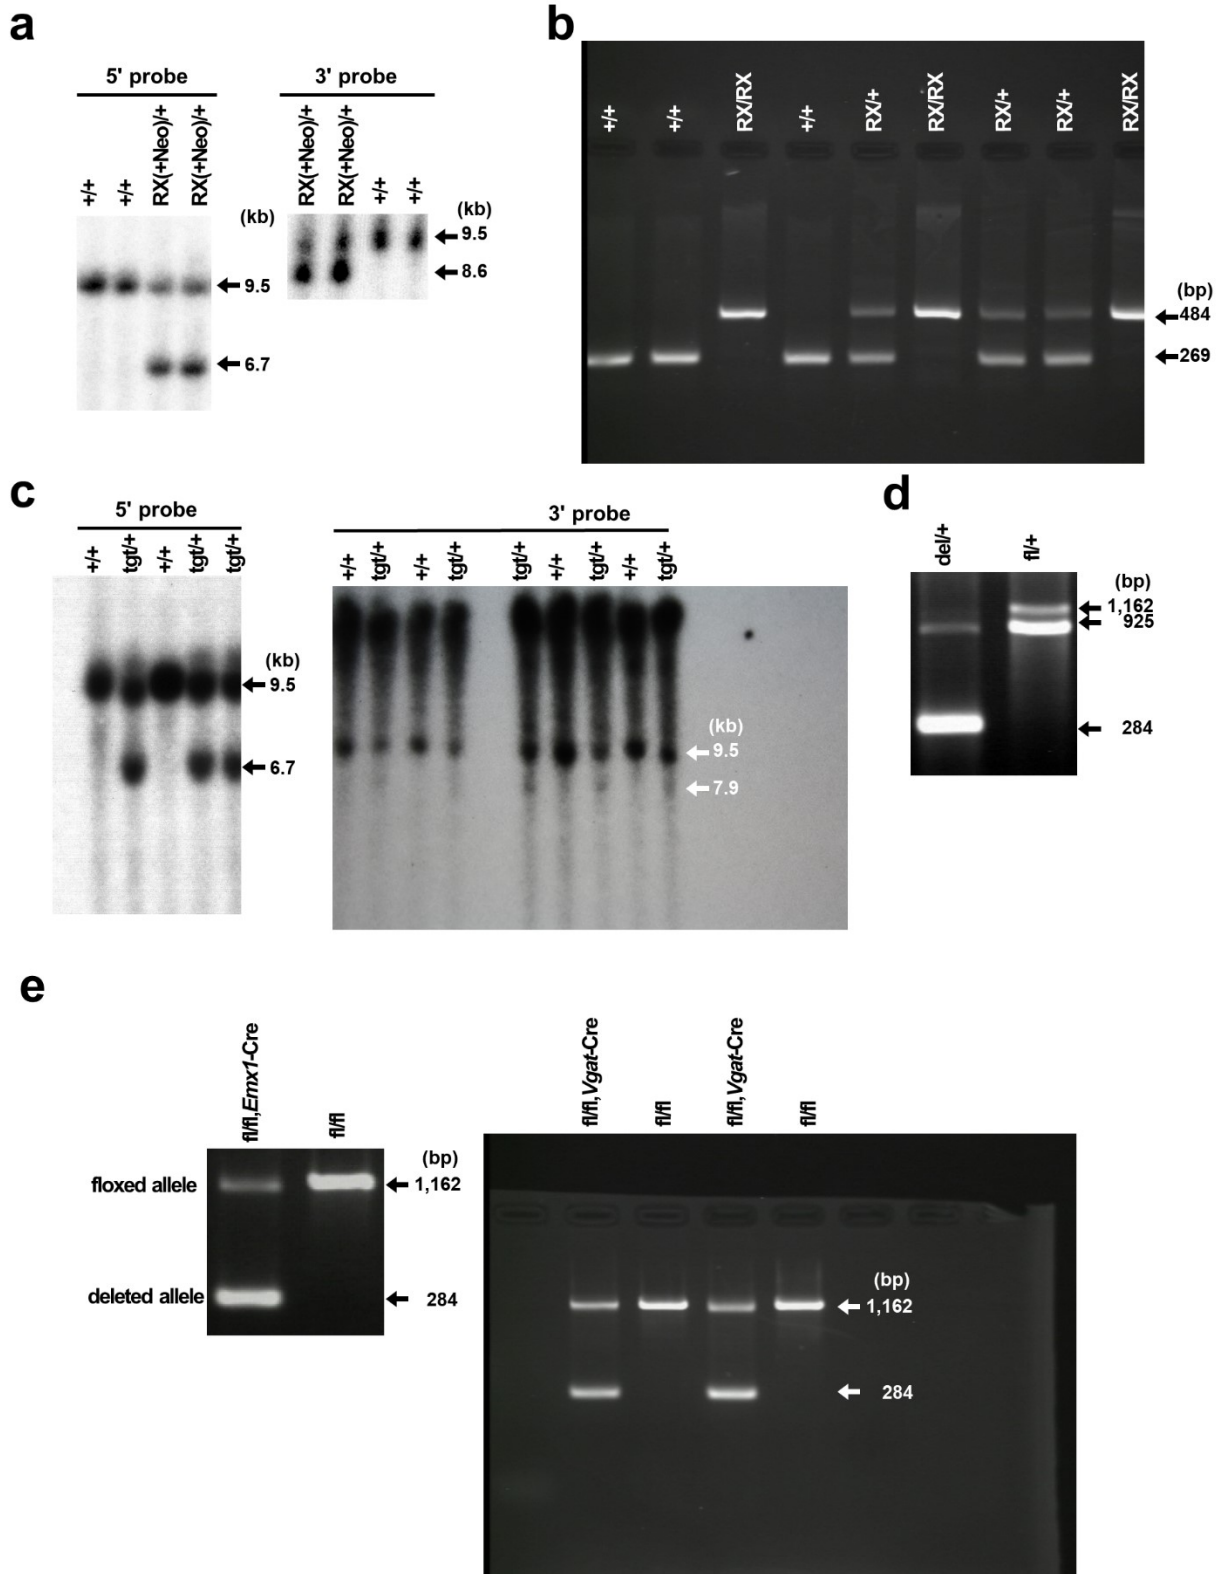 a
5' probe
3' probe
+/+
+/+
RX(+Neo)/+
RX(+Neo)/+
(kb)
9.5
6.7
RX(+Neo)/+
RX(+Neo)/+
+/+
+/+
(kb)
9.5
8.6
b
+/+
+/+
RX/RX
+/+
RX/+
RX/RX
RX/+
RX/+
RX/RX
(bp)
484
269
c
5' probe
+/+
tgt/+
+/+
tgt/+
tgt/+
(kb)
9.5
6.7
3' probe
+/+
tgt/+
+/+
tgt/+
tgt/+
+/+
tgt/+
+/+
tgt/+
(kb)
9.5
7.9
d
del/+
fl/+
(bp)
1,162
925
284
e
fl/fl,Emx1-Cre
fl/fl
(bp)
floxed allele
1,162
deleted allele
284
fl/fl,Vgat-Cre
fl/fl
fl/fl,Vgat-Cre
fl/fl
(bp)
1,162
284